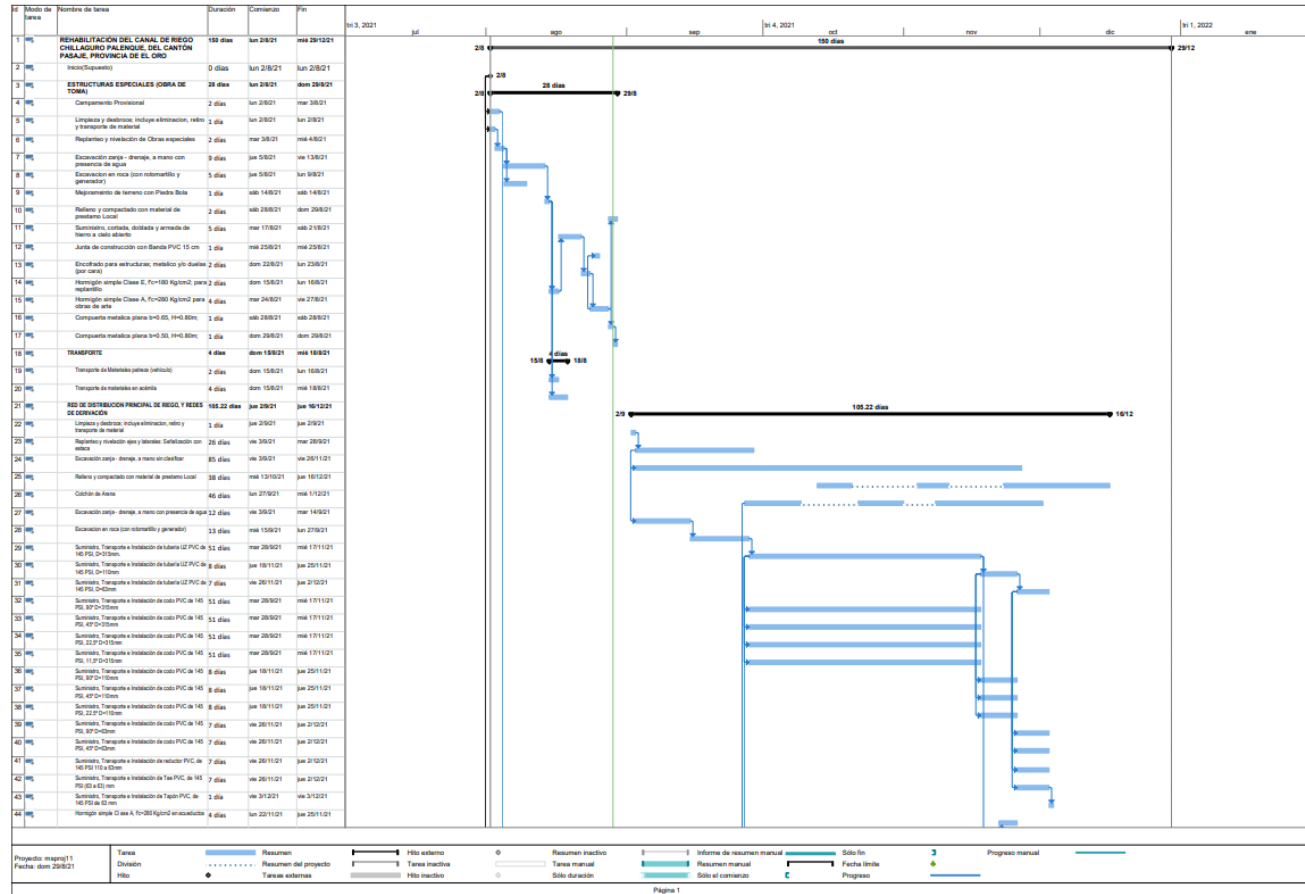 Id Modo de tarea Nombre de tarea Duración Comienzo Fin
tri 3, 2021 tri 4, 2021 tri 1, 2022
jul ago sep oct nov dic ene
1 REHABILITACIÓN DEL CANAL DE RIEGO CHILLAGURO PALENQUE, DEL CANTÓN PASAJE, PROVINCIA DE EL ORO 150 días lun 2/8/21 mié 29/12/21
2/8 150 días 29/12
2 Inicio(Supuesto) 0 días lun 2/8/21 lun 2/8/21
2/8
3 ESTRUCTURAS ESPECIALES (OBRA DE TOMA) 28 días lun 2/8/21 dom 29/8/21
2/8 28 días 29/8
4 Campamento Provisional 2 días lun 2/8/21 mar 3/8/21
5 Limpieza y desbroce; incluye eliminacion, retiro y transporte de material 1 día lun 2/8/21 lun 2/8/21
6 Replanteo y nivelación de Obras especiales 2 días mar 3/8/21 mié 4/8/21
7 Excavación zanja - drenaje, a mano con presencia de agua 9 días jue 5/8/21 vie 13/8/21
8 Excavacion en roca (con rotomartillo y generador) 5 días jue 5/8/21 lun 9/8/21
9 Mejoramiento de terreno con Piedra Bola 1 día sáb 14/8/21 sáb 14/8/21
10 Relleno y compactado con material de prestamo Local 2 días sáb 28/8/21 dom 29/8/21
11 Suministro, cortada, doblada y armada de hierro a cielo abierto 5 días mar 17/8/21 sáb 21/8/21
12 Junta de construcción con Banda PVC 15 cm 1 día mié 25/8/21 mié 25/8/21
13 Encofrado para estructuras; metalico y/o duelas (por cara) 2 días dom 22/8/21 lun 23/8/21
14 Hormigón simple Clase E, f'c=180 Kg/cm2; para replantillo 2 días dom 15/8/21 lun 16/8/21
15 Hormigón simple Clase A, f'c=280 Kg/cm2 para obras de arte 4 días mar 24/8/21 vie 27/8/21
16 Compuerta metalica plana b=0.65, H=0.80m; 1 día sáb 28/8/21 sáb 28/8/21
17 Compuerta metalica plana b=0.50, H=0.80m; 1 día dom 29/8/21 dom 29/8/21
18 TRANSPORTE 4 días dom 15/8/21 mié 18/8/21
15/8 4 días 18/8
19 Transporte de Materiales petreos (vehiculo) 2 días dom 15/8/21 lun 16/8/21
20 Transporte de materiales en acémila 4 días dom 15/8/21 mié 18/8/21
21 RED DE DISTRIBUCION PRINCIPAL DE RIEGO, Y REDES DE DERIVACIÓN 105.22 días jue 2/9/21 jue 16/12/21
2/9 105.22 días 16/12
22 Limpieza y desbroce; incluye eliminacion, retiro y transporte de material 1 día jue 2/9/21 jue 2/9/21
23 Replanteo y nivelación ejes y laterales; Señalización con estaca 26 días vie 3/9/21 mar 28/9/21
24 Excavación zanja - drenaje, a mano sin clasificar 85 días vie 3/9/21 vie 26/11/21
25 Relleno y compactado con material de prestamo Local 38 días mié 13/10/21 jue 16/12/21
26 Colchón de Arena 46 días lun 27/9/21 mié 1/12/21
27 Excavación zanja - drenaje, a mano con presencia de agua 12 días vie 3/9/21 mar 14/9/21
28 Excavacion en roca (con rotomartillo y generador) 13 días mié 15/9/21 lun 27/9/21
29 Suministro, Transporte e Instalación de tubería UZ PVC de 145 PSI, D=315mm. 51 días mar 28/9/21 mié 17/11/21
30 Suministro, Transporte e Instalación de tubería UZ PVC de 145 PSI, D=110mm 8 días jue 18/11/21 jue 25/11/21
31 Suministro, Transporte e Instalación de tubería UZ PVC de 145 PSI, D=63mm 7 días vie 26/11/21 jue 2/12/21
32 Suministro, Transporte e Instalación de codo PVC de 145 PSI, 90º D=315mm 51 días mar 28/9/21 mié 17/11/21
33 Suministro, Transporte e Instalación de codo PVC de 145 PSI, 45º D=315mm 51 días mar 28/9/21 mié 17/11/21
34 Suministro, Transporte e Instalación de codo PVC de 145 PSI, 22,5º D=315mm 51 días mar 28/9/21 mié 17/11/21
35 Suministro, Transporte e Instalación de codo PVC de 145 PSI, 11,5º D=315mm 51 días mar 28/9/21 mié 17/11/21
36 Suministro, Transporte e Instalación de codo PVC de 145 PSI, 90º D=110mm 8 días jue 18/11/21 jue 25/11/21
37 Suministro, Transporte e Instalación de codo PVC de 145 PSI, 45º D=110mm 8 días jue 18/11/21 jue 25/11/21
38 Suministro, Transporte e Instalación de codo PVC de 145 PSI, 22.5º D=110mm 8 días jue 18/11/21 jue 25/11/21
39 Suministro, Transporte e Instalación de codo PVC de 145 PSI, 90º D=63mm 7 días vie 26/11/21 jue 2/12/21
40 Suministro, Transporte e Instalación de codo PVC de 145 PSI, 45º D=63mm 7 días vie 26/11/21 jue 2/12/21
41 Suministro, Transporte e Instalación de reductor PVC, de 145 PSI 110 a 63mm 7 días vie 26/11/21 jue 2/12/21
42 Suministro, Transporte e Instalación de Tee PVC, de 145 PSI (63 a 63) mm 7 días vie 26/11/21 jue 2/12/21
43 Suministro, Transporte e Instalación de Tapón PVC, de 145 PSI de 63 mm 1 día vie 3/12/21 vie 3/12/21
44 Hormigón simple Cl ase A, f'c=280 Kg/cm2 en acueductos 4 días lun 22/11/21 jue 25/11/21
Proyecto: msproj11
Fecha: dom 29/8/21
Tarea Resumen Hito externo Resumen inactivo Informe de resumen manual Sólo fin Progreso manual
División Resumen del proyecto Tarea inactiva Tarea manual Resumen manual Fecha límite
Hito Tareas externas Hito inactivo Sólo duración Sólo el comienzo Progreso
Página 1